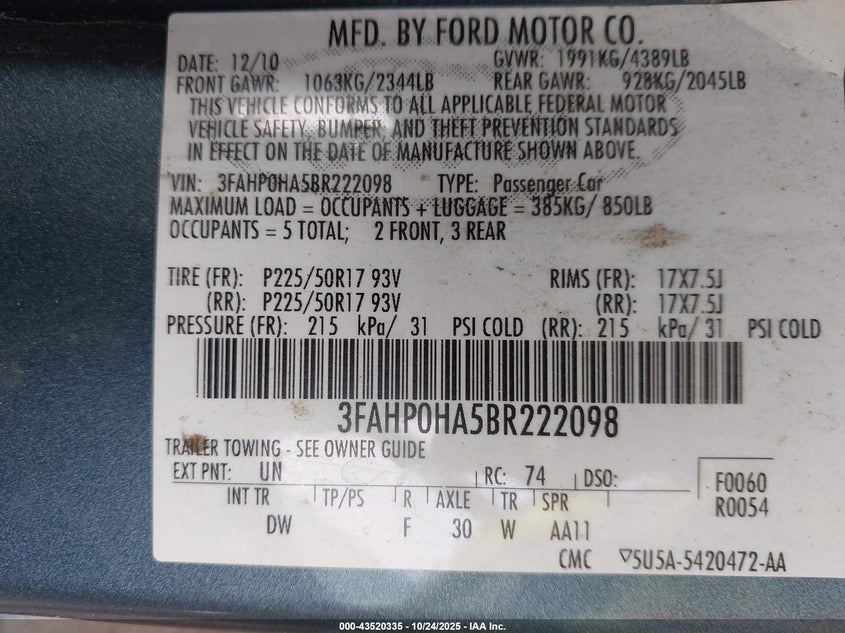 MFD. BY FORD MOTOR CO.
DATE: 12/10 GVWR: 1991KG/4389LB
FRONT GAWR: 1063KG/2344LB REAR GAWR: 928KG/2045LB
THIS VEHICLE CONFORMS TO ALL APPLICABLE FEDERAL MOTOR
VEHICLE SAFETY, BUMPER, AND THEFT PREVENTION STANDARDS
IN EFFECT ON THE DATE OF MANUFACTURE SHOWN ABOVE.
VIN: 3FAHP0HA5BR222098 TYPE: Passenger Car
MAXIMUM LOAD = OCCUPANTS + LUGGAGE = 385KG/ 850LB
OCCUPANTS = 5 TOTAL; 2 FRONT, 3 REAR
TIRE (FR): P225/50R17 93V RIMS (FR): 17X7.5J
(RR): P225/50R17 93V (RR): 17X7.5J
PRESSURE (FR): 215 kPa/ 31 PSI COLD (RR): 215 kPa/ 31 PSI COLD
3FAHP0HA5BR222098
TRAILER TOWING - SEE OWNER GUIDE
EXT PNT: UN RC: 74 DSO: F0060
INT TR TP/PS R AXLE TR SPR R0054
DW F 30 W AA11
CMC 5U5A-5420472-AA
000-43520335 - 10/24/2025 - IAA Inc.